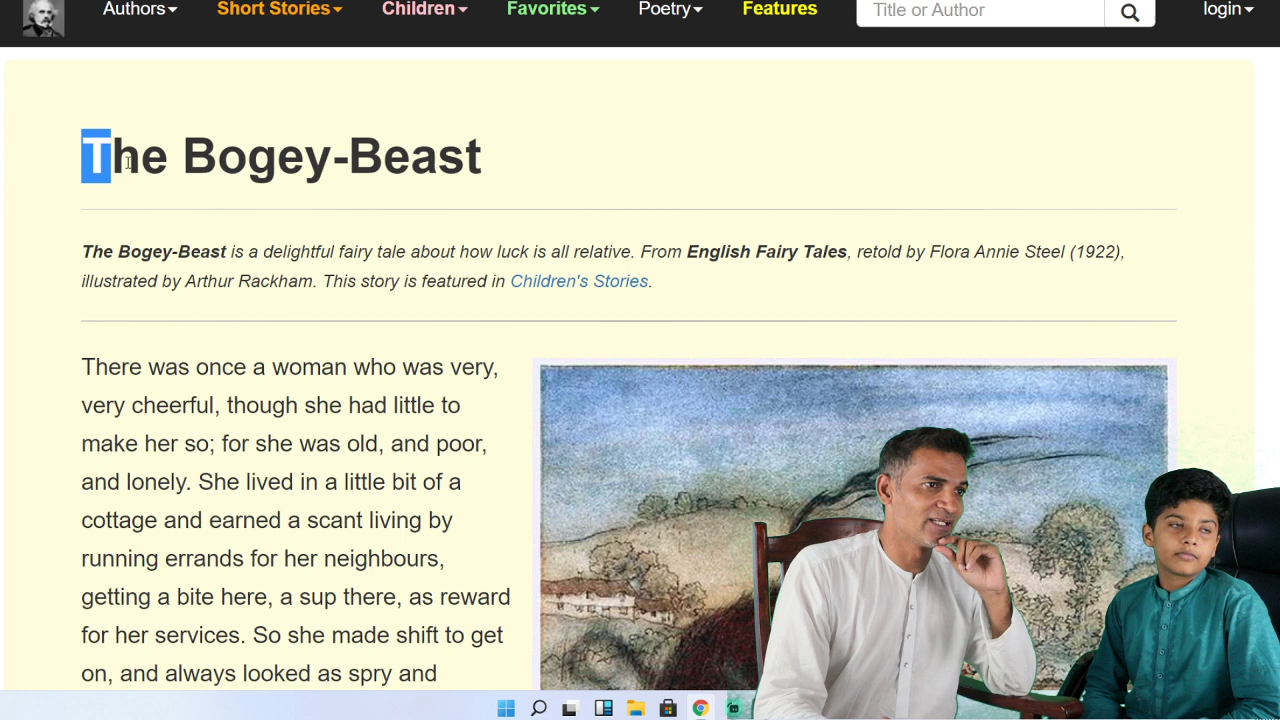 Authors Short Stories Children Favorites Poetry Features Title or Author login
The Bogey-Beast
The Bogey-Beast is a delightful fairy tale about how luck is all relative. From English Fairy Tales, retold by Flora Annie Steel (1922),
illustrated by Arthur Rackham. This story is featured in Children's Stories.
There was once a woman who was very,
very cheerful, though she had little to
make her so; for she was old, and poor,
and lonely. She lived in a little bit of a
cottage and earned a scant living by
running errands for her neighbours,
getting a bite here, a sup there, as reward
for her services. So she made shift to get
on, and always looked as spry and